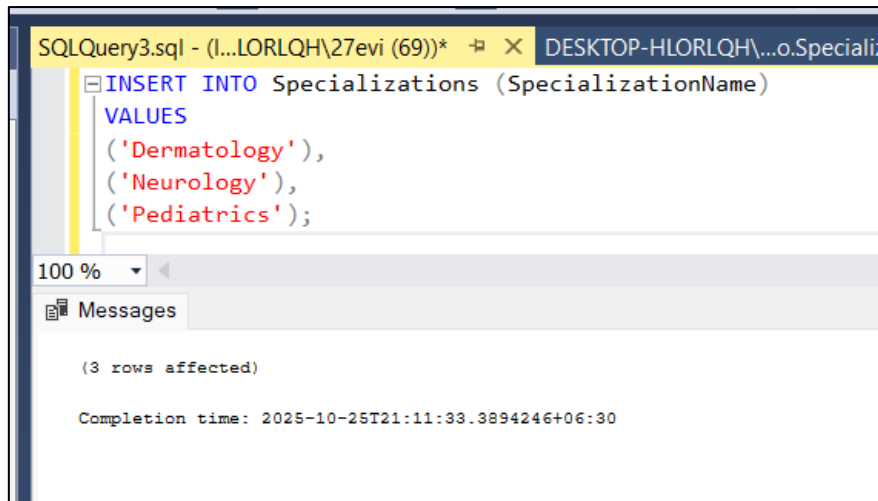 SQLQuery3.sql - (l...LORLQH\27evi (69))* DESKTOP-HLORLQH\...o.Speciali
INSERT INTO Specializations (SpecializationName)
VALUES
('Dermatology'),
('Neurology'),
('Pediatrics');
100 %
Messages
(3 rows affected)
Completion time: 2025-10-25T21:11:33.3894246+06:30